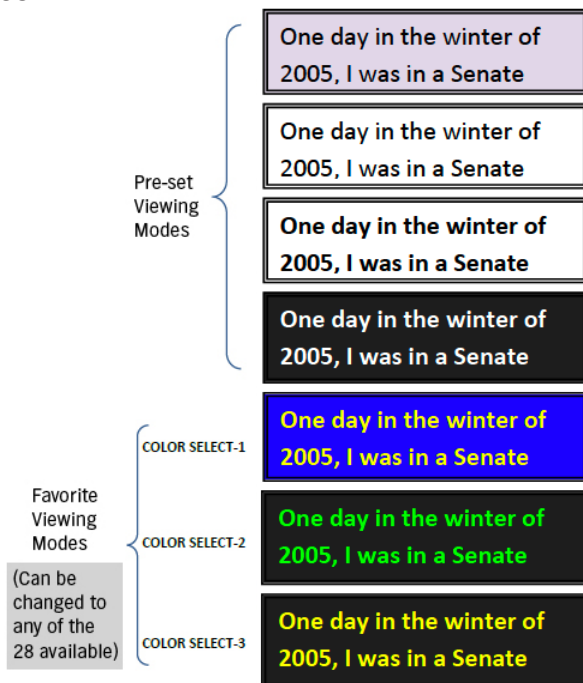 One day in the winter of
2005, I was in a Senate
One day in the winter of
2005, I was in a Senate
Pre-set
Viewing
Modes
One day in the winter of
2005, I was in a Senate
One day in the winter of
2005, I was in a Senate
COLOR SELECT-1
One day in the winter of
2005, I was in a Senate
Favorite
Viewing
Modes
(Can be
changed to
any of the
28 available)
COLOR SELECT-2
One day in the winter of
2005, I was in a Senate
COLOR SELECT-3
One day in the winter of
2005, I was in a Senate